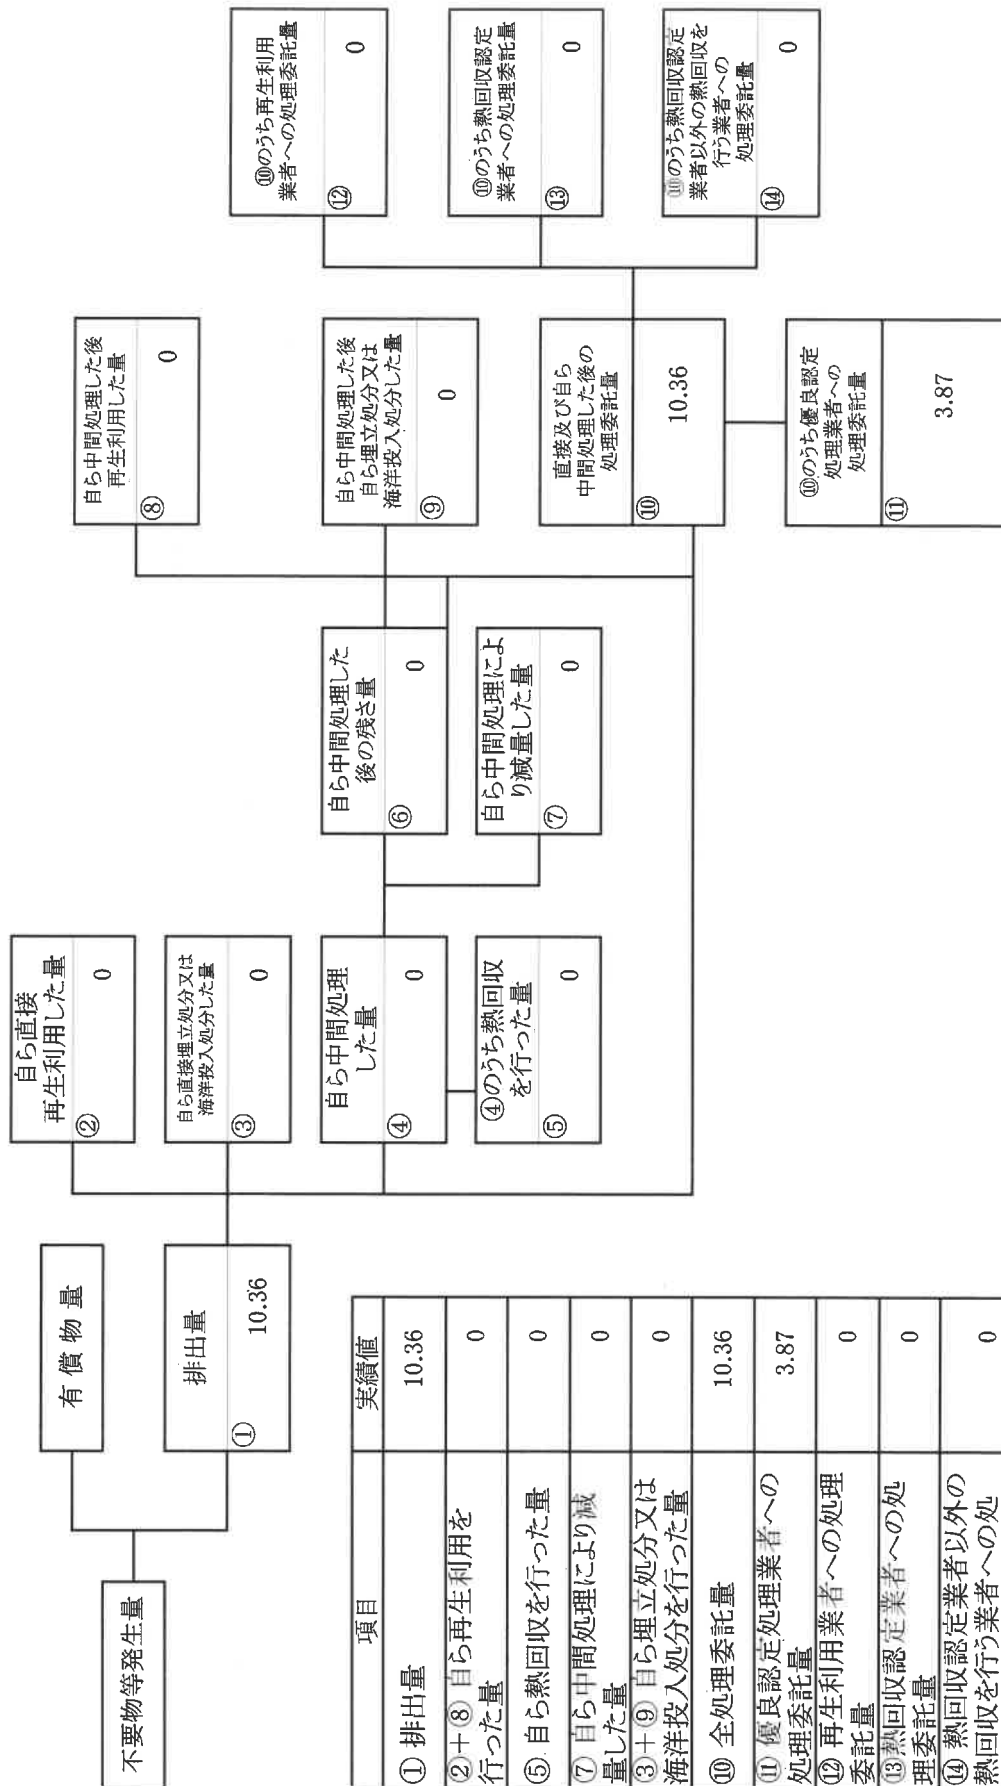 不要物等発生量
有償物量
排出量
①
10.36
自ら直接
再生利用した量
②
0
自ら直接埋立処分又は
海洋投入処分した量
③
0
自ら中間処理
した量
④
0
④のうち熱回収
を行った量
⑤
0
自ら中間処理した
後の残さ量
⑥
0
自ら中間処理によ
り減量した量
⑦
0
自ら中間処理した後
再生利用した量
⑧
0
自ら中間処理した後
自ら埋立処分又は
海洋投入処分した量
⑨
0
直接及び自ら
中間処理した後の
処理委託量
⑩
10.36
⑩のうち優良認定
処理業者への
処理委託量
⑪
3.87
⑩のうち再生利用
業者への処理委託量
⑫
0
⑩のうち熱回収認定
業者への処理委託量
⑬
0
⑩のうち熱回収認定
業者以外の熱回収を
行う業者への
処理委託量
⑭
0
項目 実績値
① 排出量 10.36
②＋⑧ 自ら再生利用を
行った量 0
⑤ 自ら熱回収を行った量 0
⑦ 自ら中間処理により減
量した量 0
③＋⑨ 自ら埋立処分又は
海洋投入処分を行った量 0
⑩ 全処理委託量 10.36
⑪ 優良認定処理業者への
処理委託量 3.87
⑫ 再生利用業者への処理
委託量 0
⑬熱回収認定業者への処
理委託量 0
⑭ 熱回収認定業者以外の
熱回収を行う業者への処 0